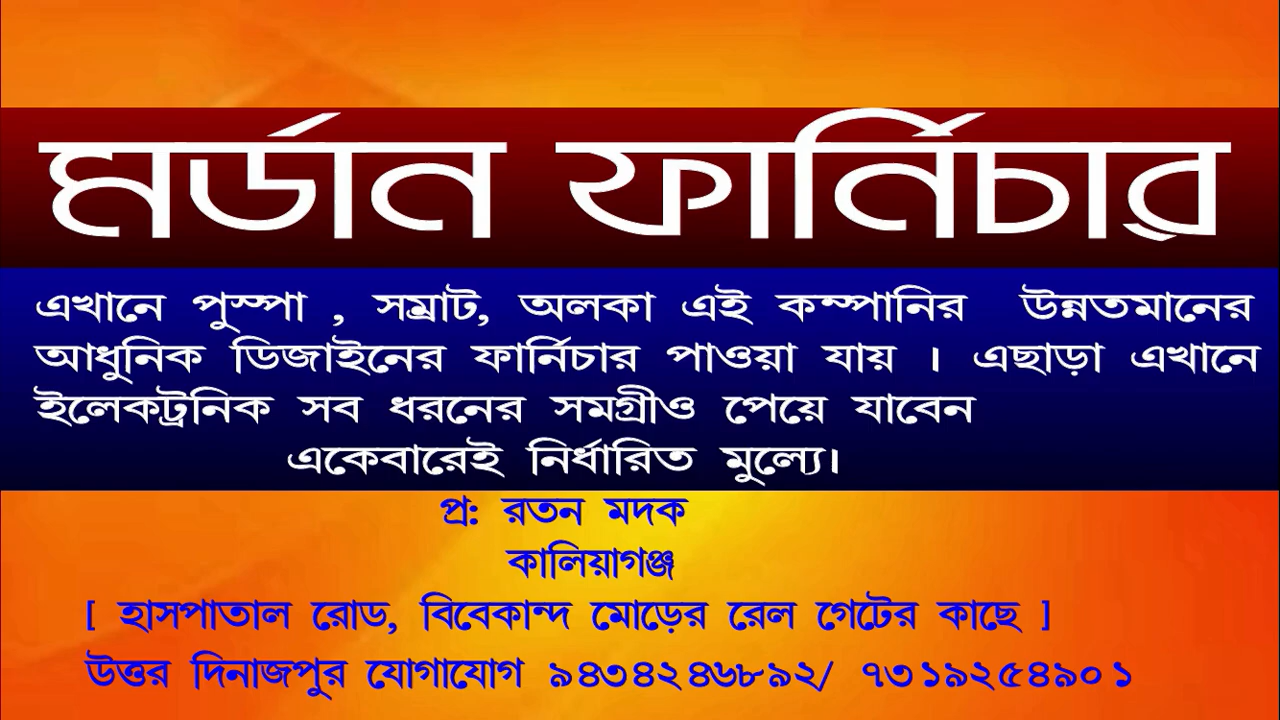 মর্ডান ফার্নিচার
এখানে পুস্পা , সম্রাট, অলকা এই কম্পানির উন্নতমানের
আধুনিক ডিজাইনের ফার্নিচার পাওয়া যায় । এছাড়া এখানে
ইলেকট্রনিক সব ধরনের সমগ্রীও পেয়ে যাবেন
একেবারেই নির্ধারিত মুল্যে।
প্র: রতন মদক
কালিয়াগঞ্জ
[ হাসপাতাল রোড, বিবেকান্দ মোড়ের রেল গেটের কাছে ]
উত্তর দিনাজপুর যোগাযোগ ৯৪৩৪২৪৬৮৯২/ ৭৩১৯২৫৪৯০১